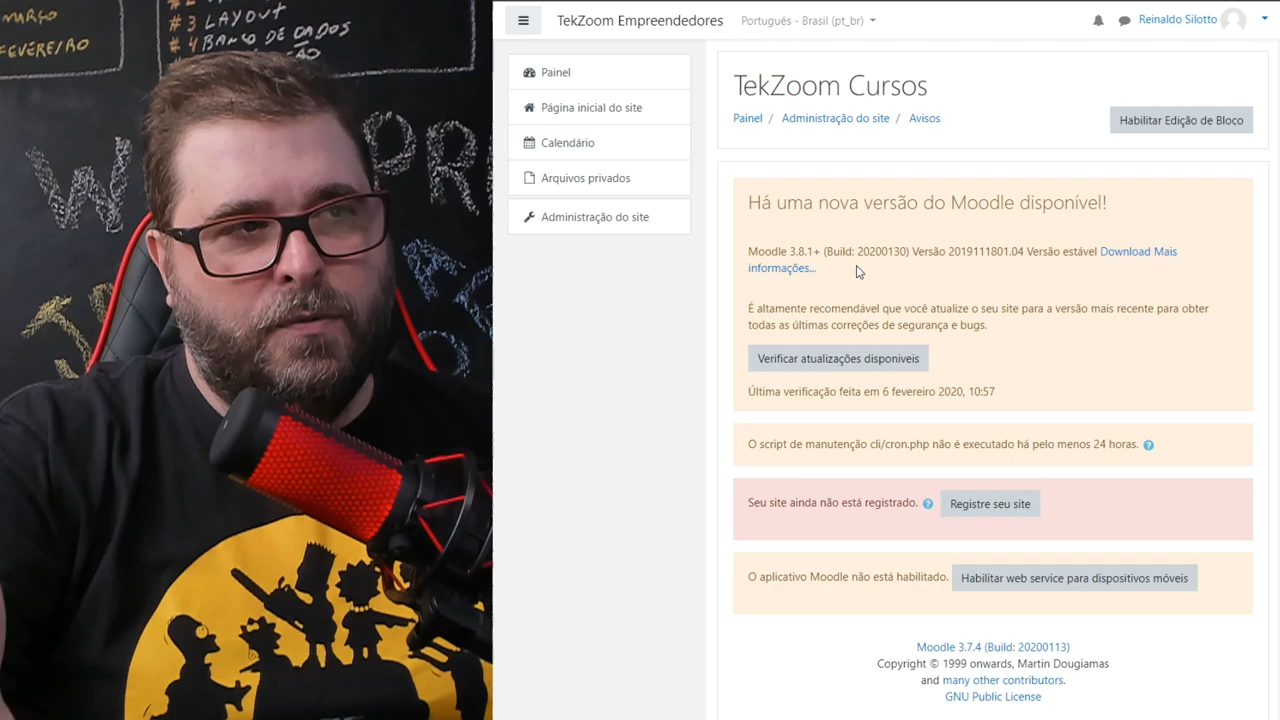 MARÇO
FEVEREIRO
# 3 LAYOUT
# 4 BANCO DE DADOS
TekZoom Empreendedores
Português - Brasil (pt_br)
Reinaldo Silotto
Painel
Página inicial do site
Calendário
Arquivos privados
Administração do site
TekZoom Cursos
Painel / Administração do site / Avisos
Habilitar Edição de Bloco
Há uma nova versão do Moodle disponível!
Moodle 3.8.1+ (Build: 20200130) Versão 2019111801.04 Versão estável Download Mais
informações...
É altamente recomendável que você atualize o seu site para a versão mais recente para obter
todas as últimas correções de segurança e bugs.
Verificar atualizações disponiveis
Última verificação feita em 6 fevereiro 2020, 10:57
O script de manutenção cli/cron.php não é executado há pelo menos 24 horas.
Seu site ainda não está registrado.
Registre seu site
O aplicativo Moodle não está habilitado.
Habilitar web service para dispositivos móveis
Moodle 3.7.4 (Build: 20200113)
Copyright © 1999 onwards, Martin Dougiamas
and many other contributors.
GNU Public License